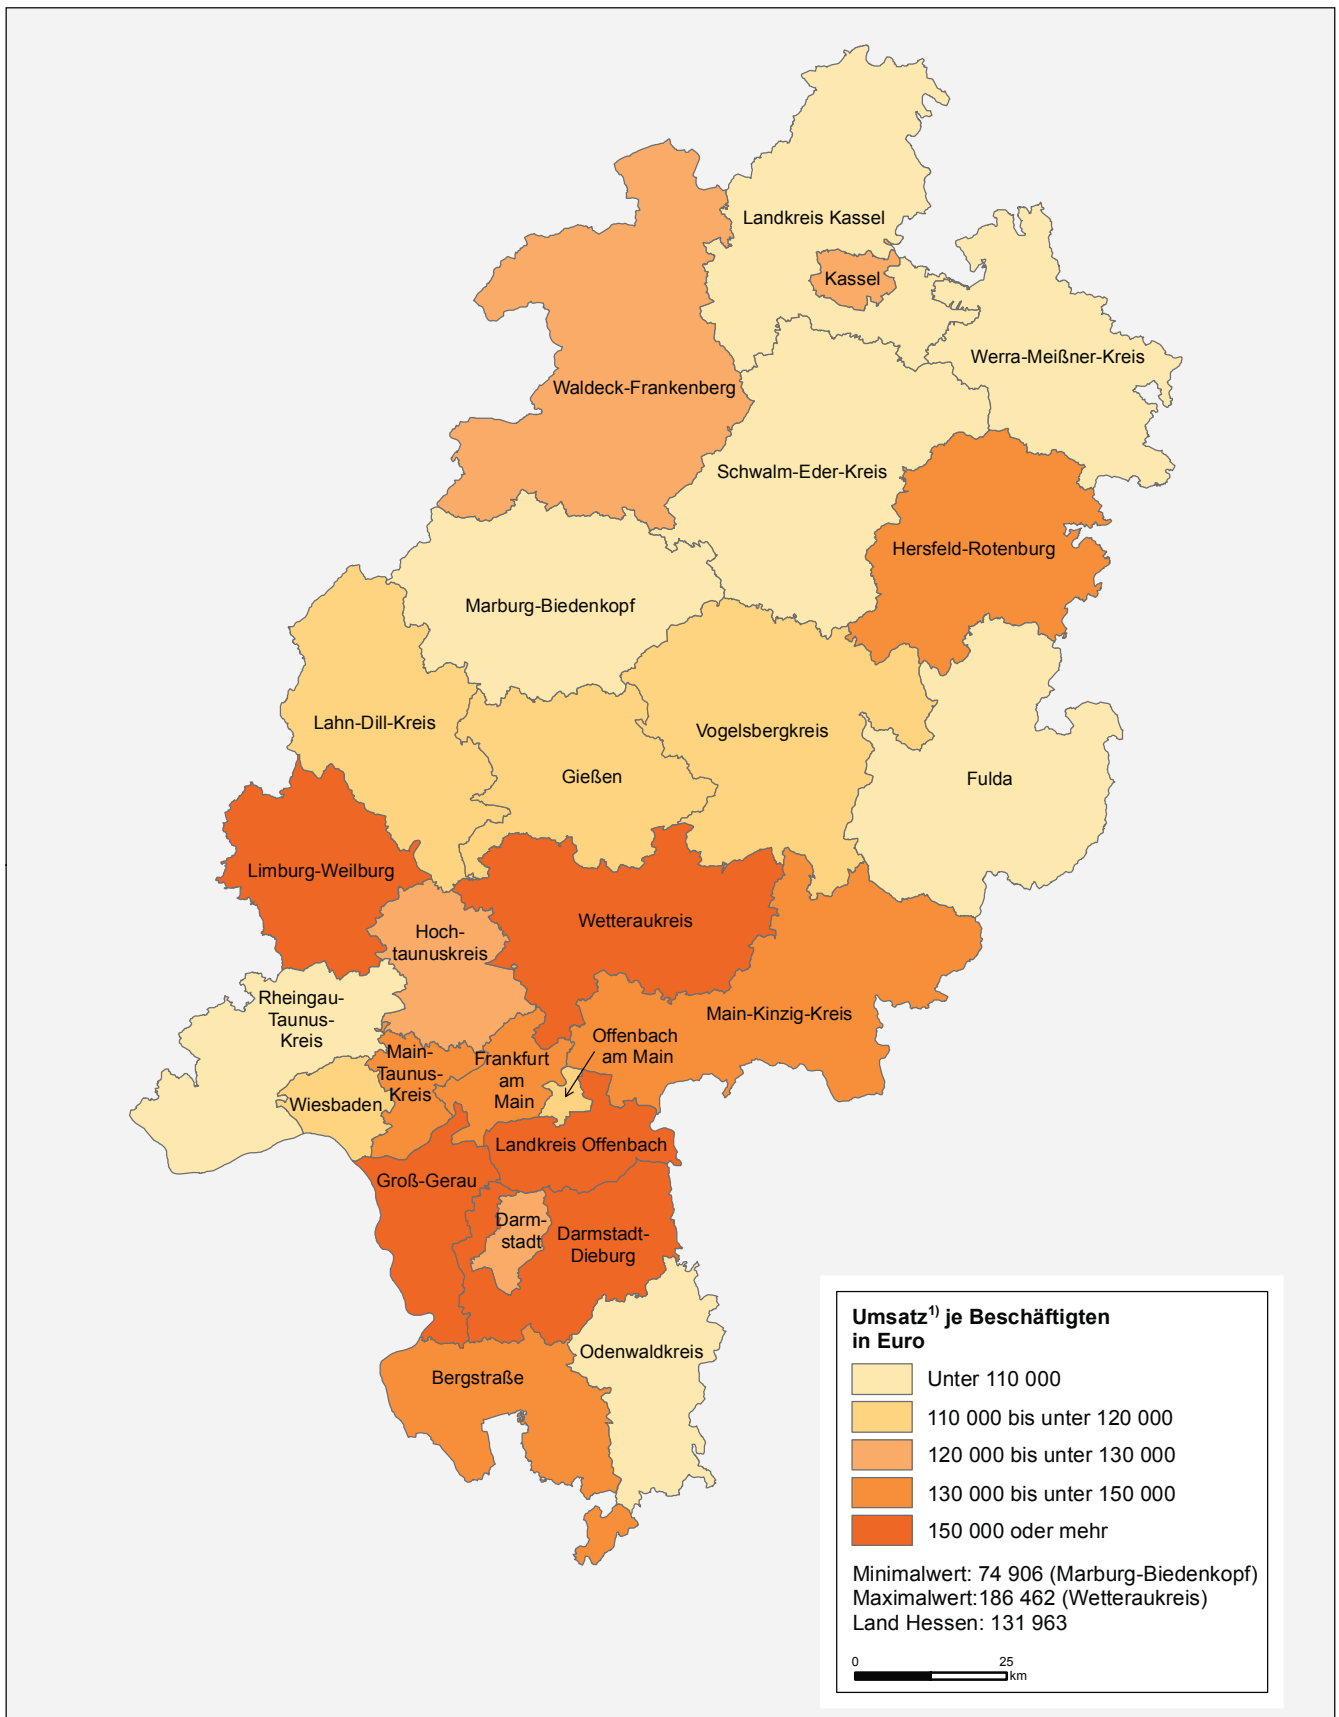 Landkreis Kassel
Kassel
Werra-Meißner-Kreis
Waldeck-Frankenberg
Schwalm-Eder-Kreis
Hersfeld-Rotenburg
Marburg-Biedenkopf
Lahn-Dill-Kreis
Vogelsbergkreis
Gießen
Fulda
Limburg-Weilburg
Wetteraukreis
Hoch-
taunuskreis
Rheingau-
Taunus-
Kreis
Main-Kinzig-Kreis
Offenbach
am Main
Main-
Taunus-
Kreis
Frankfurt
am
Main
Wiesbaden
Landkreis Offenbach
Groß-Gerau
Darm-
stadt
Darmstadt-
Dieburg
Odenwaldkreis
Bergstraße
Umsatz1) je Beschäftigten
in Euro
Unter 110 000
110 000 bis unter 120 000
120 000 bis unter 130 000
130 000 bis unter 150 000
150 000 oder mehr
Minimalwert: 74 906 (Marburg-Biedenkopf)
Maximalwert:186 462 (Wetteraukreis)
Land Hessen: 131 963
0 25
km